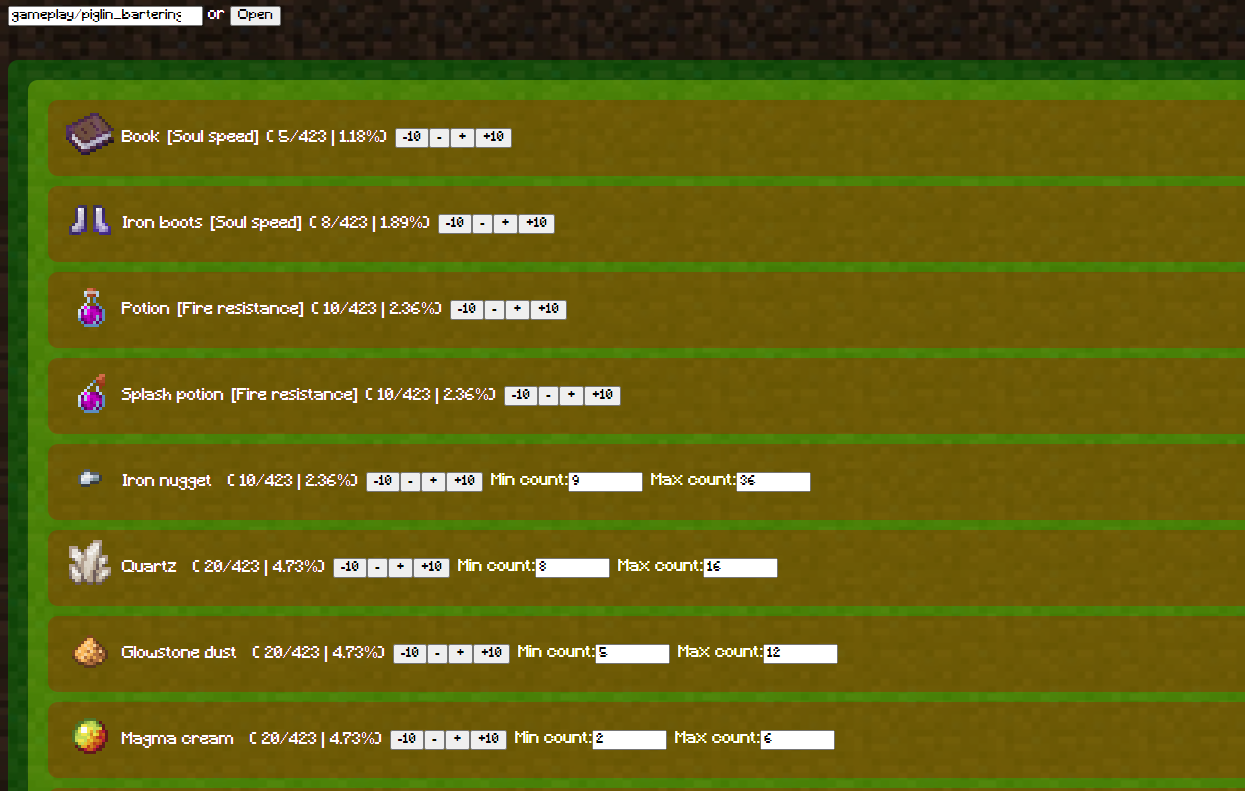 gameplay/piglin_bartering or Open
Book [Soul speed] ( 5/423 | 1.18%) -10 - + +10
Iron boots [Soul speed] ( 8/423 | 1.89%) -10 - + +10
Potion [Fire resistance] ( 10/423 | 2.36%) -10 - + +10
Splash potion [Fire resistance] ( 10/423 | 2.36%) -10 - + +10
Iron nugget ( 10/423 | 2.36%) -10 - + +10 Min count:9 Max count:36
Quartz ( 20/423 | 4.73%) -10 - + +10 Min count:8 Max count:16
Glowstone dust ( 20/423 | 4.73%) -10 - + +10 Min count:5 Max count:12
Magma cream ( 20/423 | 4.73%) -10 - + +10 Min count:2 Max count:6